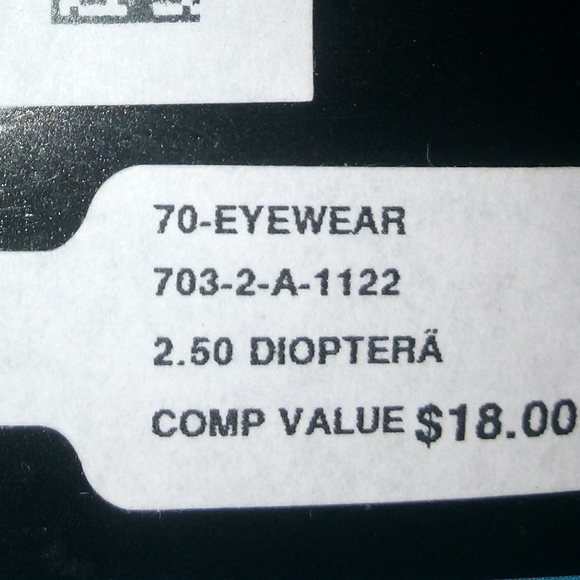 70-EYEWEAR
703-2-A-1122
2.50 DIOPTERÄ
COMP VALUE $18.00